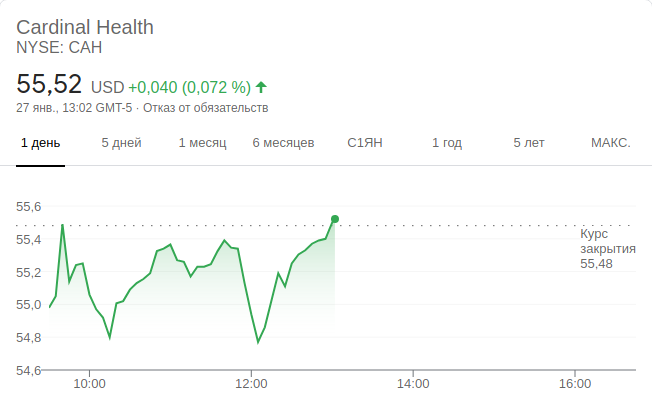 Cardinal Health
NYSE: CAH
55,52 USD +0,040 (0,072 %)
27 янв., 13:02 GMT-5 · Отказ от обязательств
1 день 5 дней 1 месяц 6 месяцев С1ЯН 1 год 5 лет МАКС.
55,6
Курс
закрытия
55,48
55,4
55,2
55,0
54,8
54,6
10:00 12:00 14:00 16:00